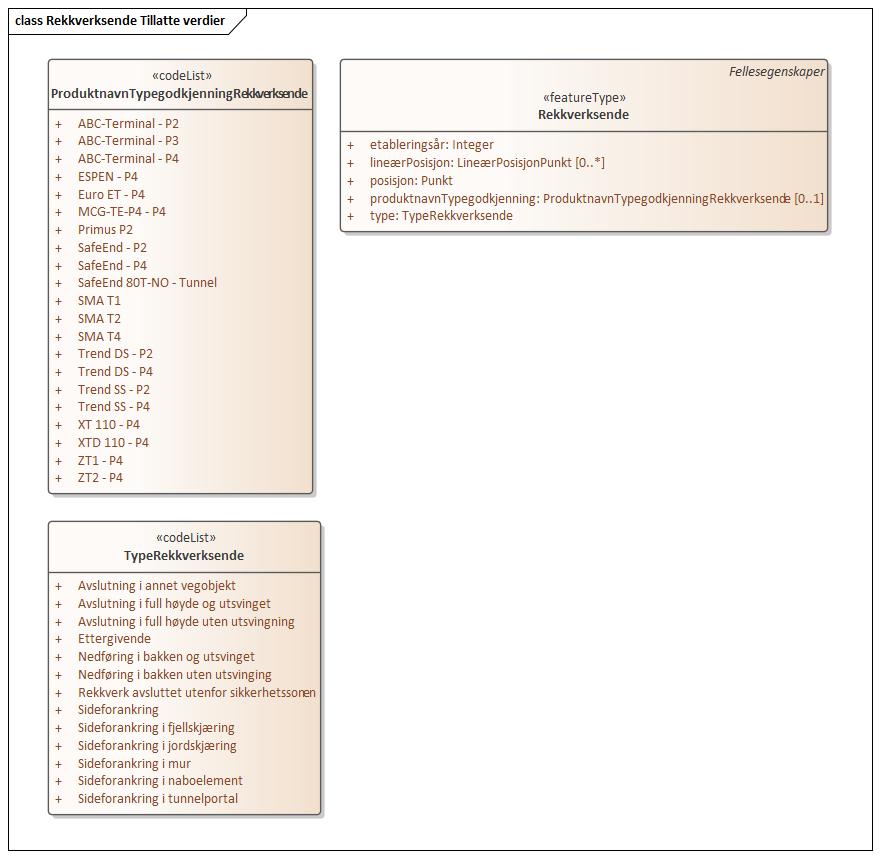 class Rekkverksende Tillatte verdier
«codeList»
ProduktnavnTypegodkjenningRekkverksende
+ ABC-Terminal - P2
+ ABC-Terminal - P3
+ ABC-Terminal - P4
+ ESPEN - P4
+ Euro ET - P4
+ MCG-TE-P4 - P4
+ Primus P2
+ SafeEnd - P2
+ SafeEnd - P4
+ SafeEnd 80T-NO - Tunnel
+ SMA T1
+ SMA T2
+ SMA T4
+ Trend DS - P2
+ Trend DS - P4
+ Trend SS - P2
+ Trend SS - P4
+ XT 110 - P4
+ XTD 110 - P4
+ ZT1 - P4
+ ZT2 - P4
Fellesegenskaper
«featureType»
Rekkverksende
+ etableringsår: Integer
+ lineærPosisjon: LineærPosisjonPunkt [0..*]
+ posisjon: Punkt
+ produktnavnTypegodkjenning: ProduktnavnTypegodkjenningRekkverksende [0..1]
+ type: TypeRekkverksende
«codeList»
TypeRekkverksende
+ Avslutning i annet vegobjekt
+ Avslutning i full høyde og utsvinget
+ Avslutning i full høyde uten utsvingning
+ Ettergivende
+ Nedføring i bakken og utsvinget
+ Nedføring i bakken uten utsvinging
+ Rekkverk avsluttet utenfor sikkerhetssonen
+ Sideforankring
+ Sideforankring i fjellskjæring
+ Sideforankring i jordskjæring
+ Sideforankring i mur
+ Sideforankring i naboelement
+ Sideforankring i tunnelportal